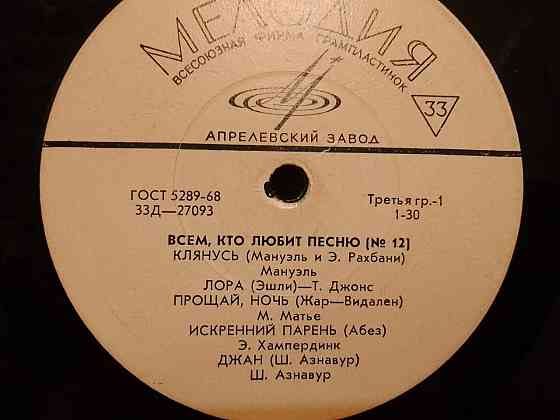 МЕЛОДИЯ
ВСЕСОЮЗНАЯ ФИРМА ГРАМПЛАСТИНОК
33
АПРЕЛЕВСКИЙ ЗАВОД
ГОСТ 5289-68
33Д—27093
Третья гр.-1
1-30
ВСЕМ, КТО ЛЮБИТ ПЕСНЮ (№ 12)
КЛЯНУСЬ (Мануэль и Э. Рахбани)
Мануэль
ЛОРА (Эшли)—Т. Джонс
ПРОЩАЙ, НОЧЬ (Жар—Видален)
М. Матье
ИСКРЕННИЙ ПАРЕНЬ (Абез)
Э. Хампердинк
ДЖАН (Ш. Азнавур)
Ш. Азнавур